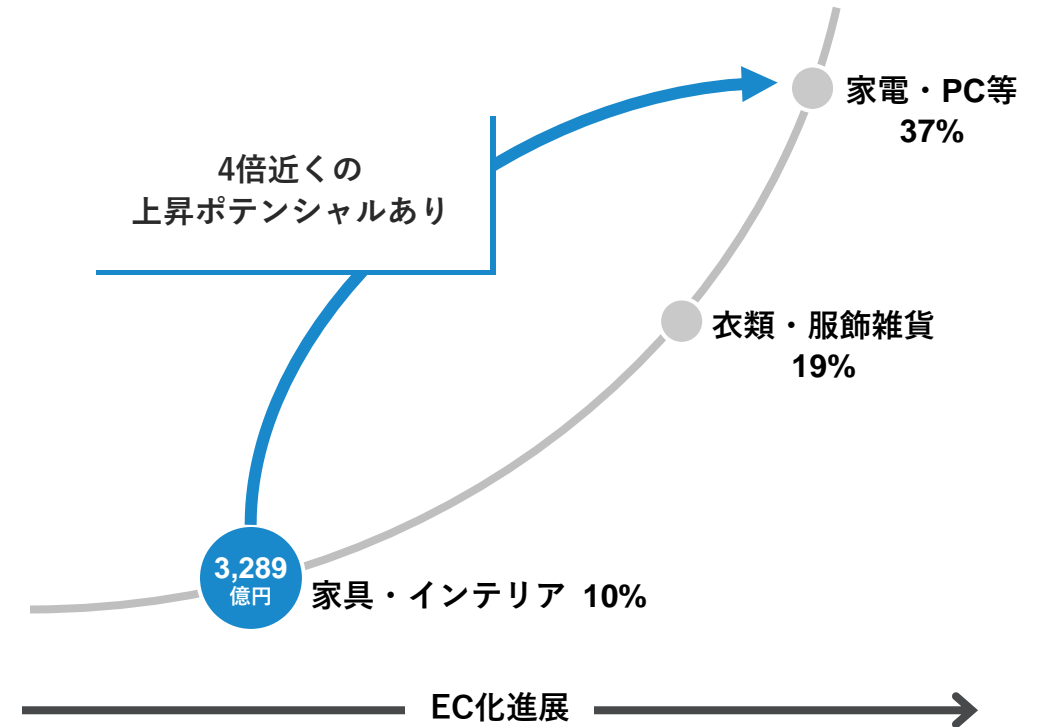 家電・PC等
37%
4倍近くの
上昇ポテンシャルあり
衣類・服飾雑貨
19%
3,289
億円
家具・インテリア 10%
EC化進展